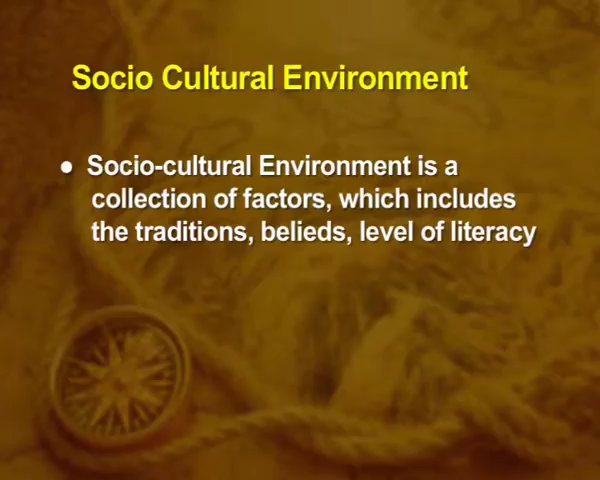 Socio Cultural Environment
● Socio-cultural Environment is a
collection of factors, which includes
the traditions, belieds, level of literacy